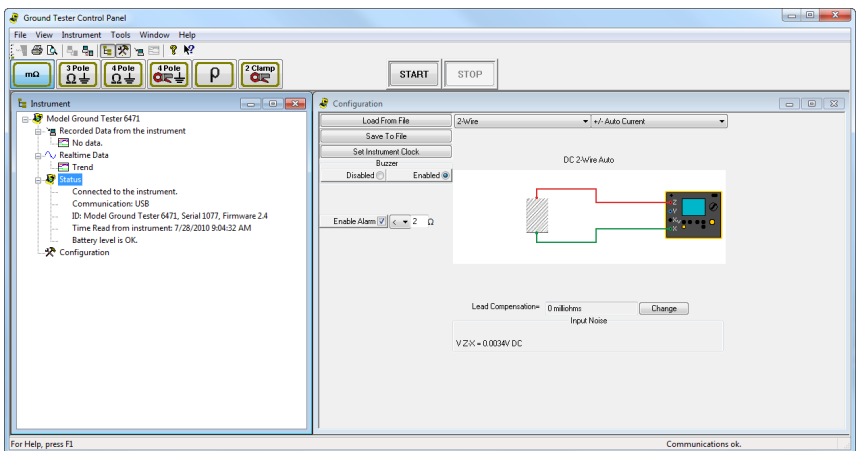 Ground Tester Control Panel
File View Instrument Tools Window Help
mΩ
3 Pole
Ω
4 Pole
Ω
4 Pole
ρ
2 Clamp
START
STOP
Instrument
Model Ground Tester 6471
Recorded Data from the instrument
No data.
Realtime Data
Trend
Status
Connected to the instrument.
Communication: USB
ID: Model Ground Tester 6471, Serial 1077, Firmware 2.4
Time Read from instrument: 7/28/2010 9:04:32 AM
Battery level is OK.
Configuration
Configuration
Load From File
Save To File
Set Instrument Clock
Buzzer
Disabled Enabled
Enable Alarm < 2 Ω
2-Wire +/- Auto Current
DC 2-Wire Auto
Z
Y
X
Lead Compensation= 0 milliohms Change
Input Noise
V Z-X = 0.0034V DC
For Help, press F1
Communications ok.